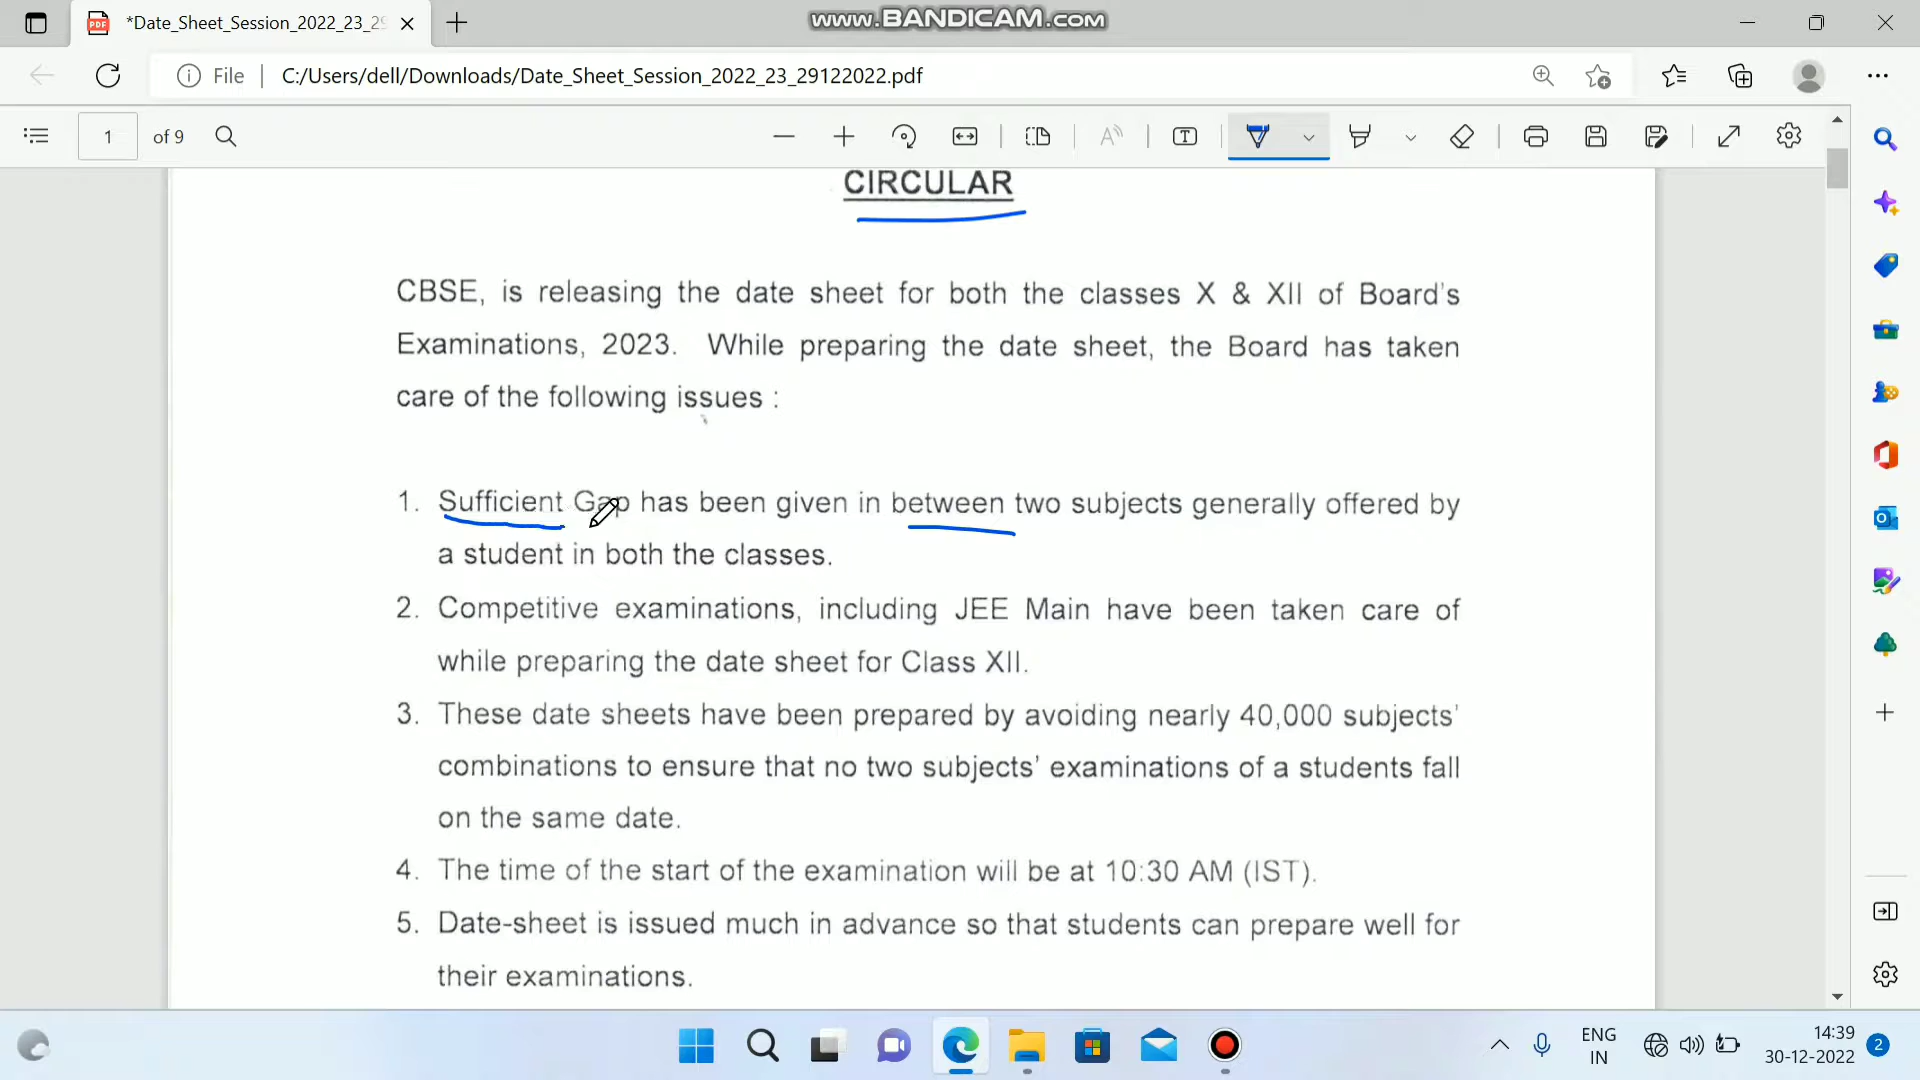 www.BANDICAM.com
*Date_Sheet_Session_2022_23_29
File
C:/Users/dell/Downloads/Date_Sheet_Session_2022_23_29122022.pdf
1 of 9
CIRCULAR
CBSE, is releasing the date sheet for both the classes X & XII of Board's
Examinations, 2023. While preparing the date sheet, the Board has taken
care of the following issues :
1. Sufficient Gap has been given in between two subjects generally offered by
a student in both the classes.
2. Competitive examinations, including JEE Main have been taken care of
while preparing the date sheet for Class XII.
3. These date sheets have been prepared by avoiding nearly 40,000 subjects'
combinations to ensure that no two subjects' examinations of a students fall
on the same date.
4. The time of the start of the examination will be at 10:30 AM (IST).
5. Date-sheet is issued much in advance so that students can prepare well for
their examinations.
ENG
IN
14:39
30-12-2022
2